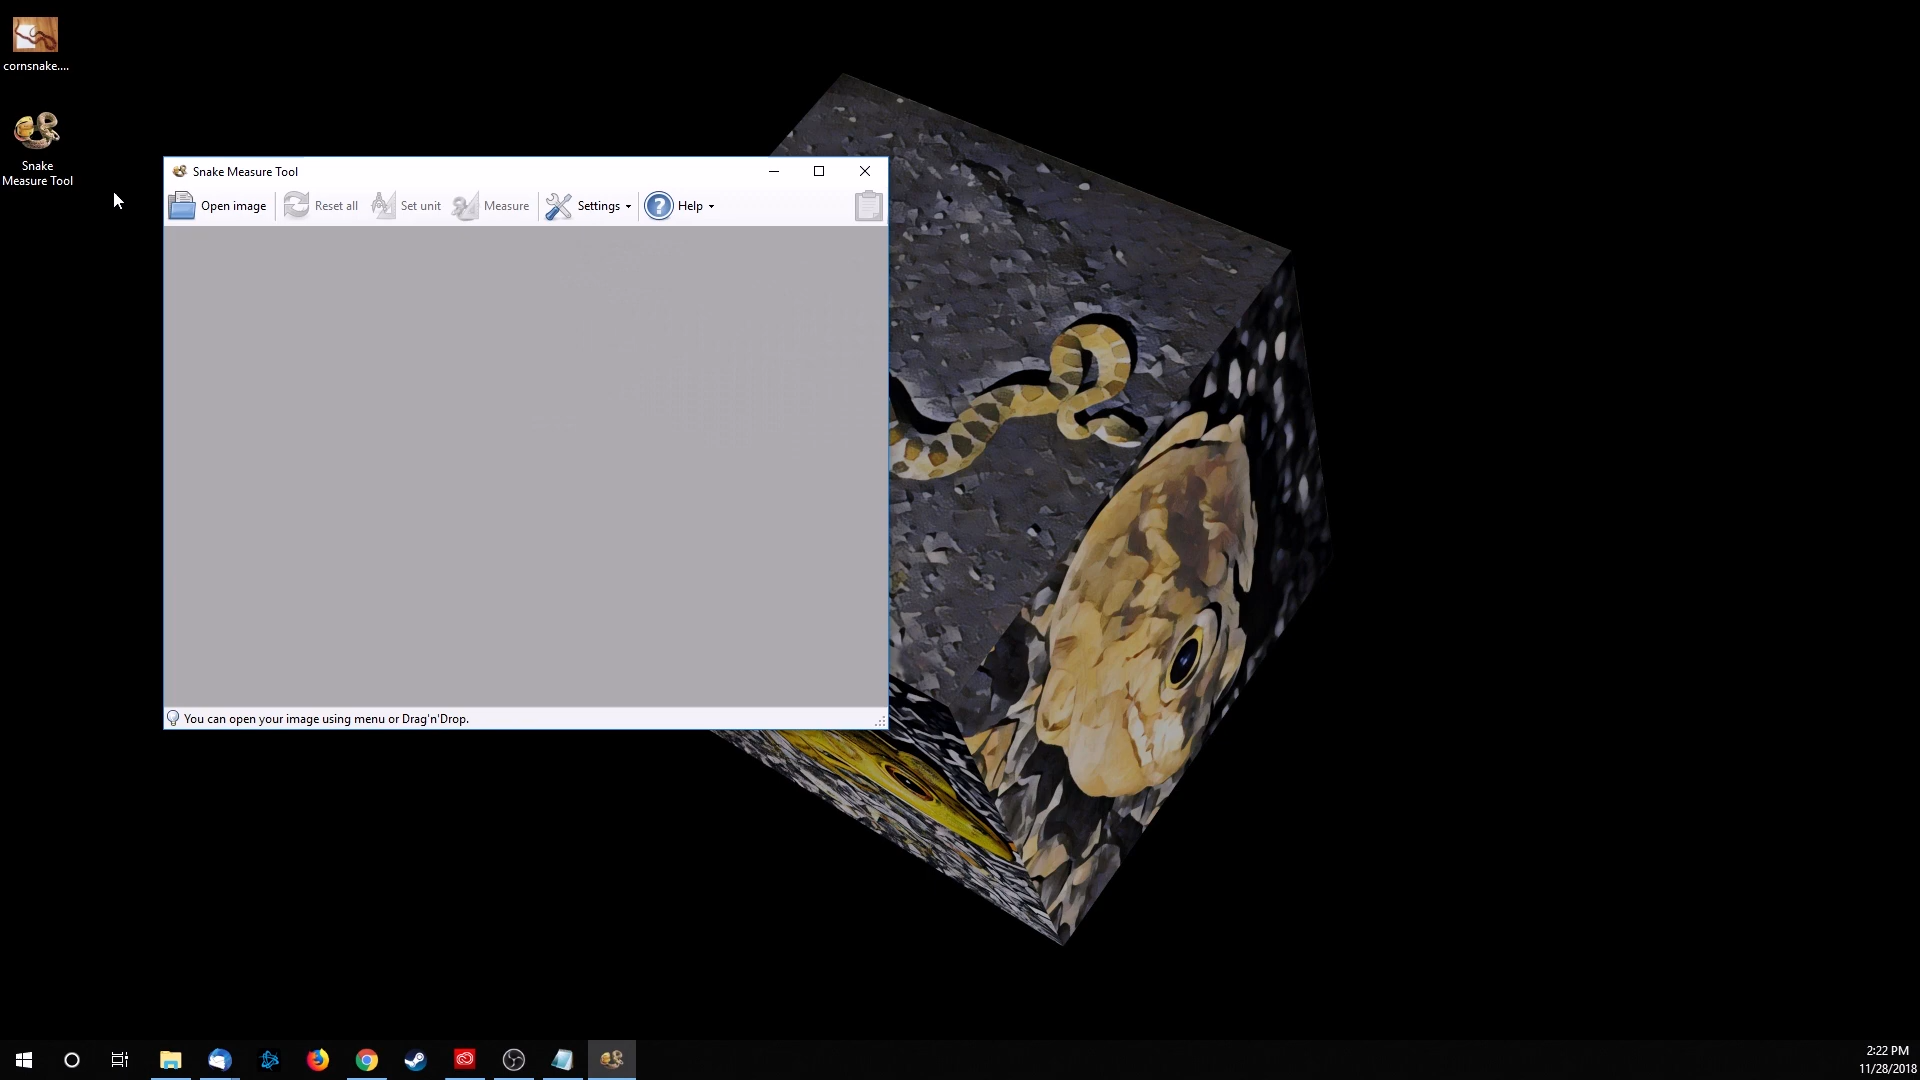 cornsnake....
Snake
Measure Tool
Snake Measure Tool
Open image
Reset all
Set unit
Measure
Settings
Help
You can open your image using menu or Drag'n'Drop.
2:22 PM
11/28/2018